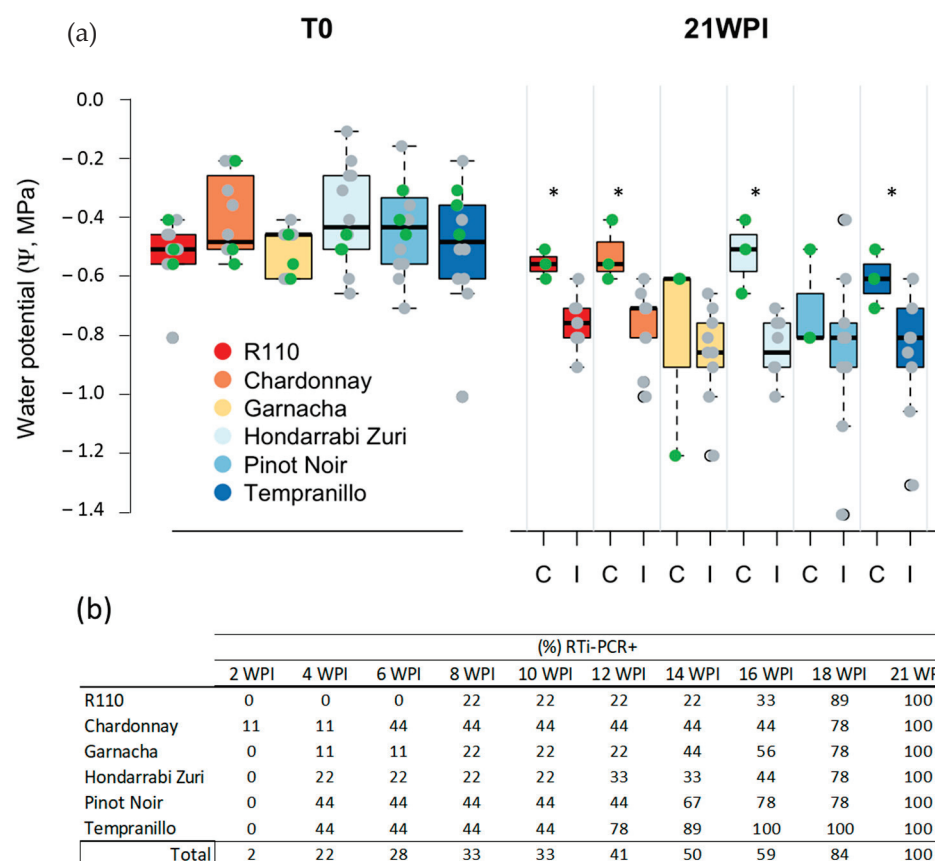 (a)
T0 21WPI
Water potential (Ψ, MPa)
0.0
− 0.2
− 0.4
− 0.6
− 0.8
− 1.0
− 1.2
− 1.4
* * * *
R110
Chardonnay
Garnacha
Hondarrabi Zuri
Pinot Noir
Tempranillo
C I C I C I C I C I C I
(b)
(%) RTi-PCR+
2 WPI 4 WPI 6 WPI 8 WPI 10 WPI 12 WPI 14 WPI 16 WPI 18 WPI 21 WP
R110 0 0 0 22 22 22 22 33 89 100
Chardonnay 11 11 44 44 44 44 44 44 78 100
Garnacha 0 11 11 22 22 22 44 56 78 100
Hondarrabi Zuri 0 22 22 22 22 33 33 44 78 100
Pinot Noir 0 44 44 44 44 44 67 78 78 100
Tempranillo 0 44 44 44 44 78 89 100 100 100
Total 2 22 28 33 33 41 50 59 84 100